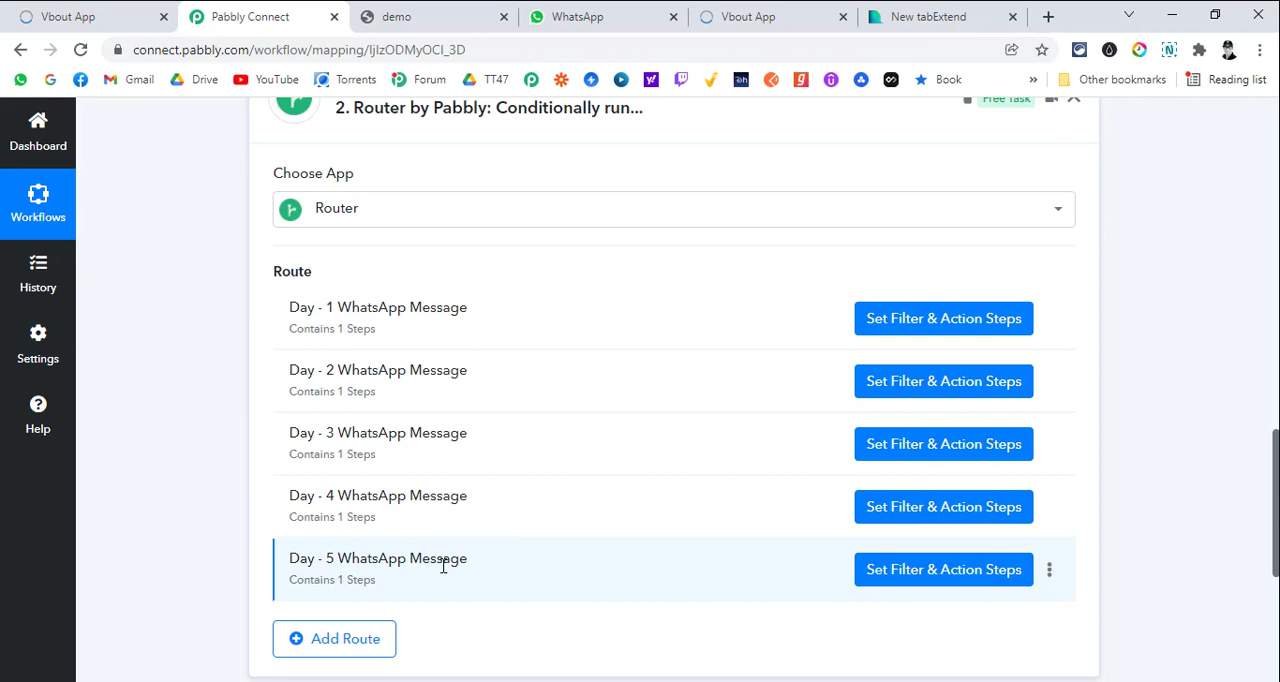 Vbout App
Pabbly Connect
demo
WhatsApp
Vbout App
New tabExtend
connect.pabbly.com/workflow/mapping/IjIzODMyOCI_3D
Gmail
Drive
YouTube
Torrents
Forum
TT47
Book
»
Other bookmarks
Reading list
Dashboard
Workflows
History
Settings
Help
2. Router by Pabbly: Conditionally run...
Free Task
Choose App
Router
Route
Day - 1 WhatsApp Message
Contains 1 Steps
Set Filter & Action Steps
Day - 2 WhatsApp Message
Contains 1 Steps
Set Filter & Action Steps
Day - 3 WhatsApp Message
Contains 1 Steps
Set Filter & Action Steps
Day - 4 WhatsApp Message
Contains 1 Steps
Set Filter & Action Steps
Day - 5 WhatsApp Message
Contains 1 Steps
Set Filter & Action Steps
Add Route